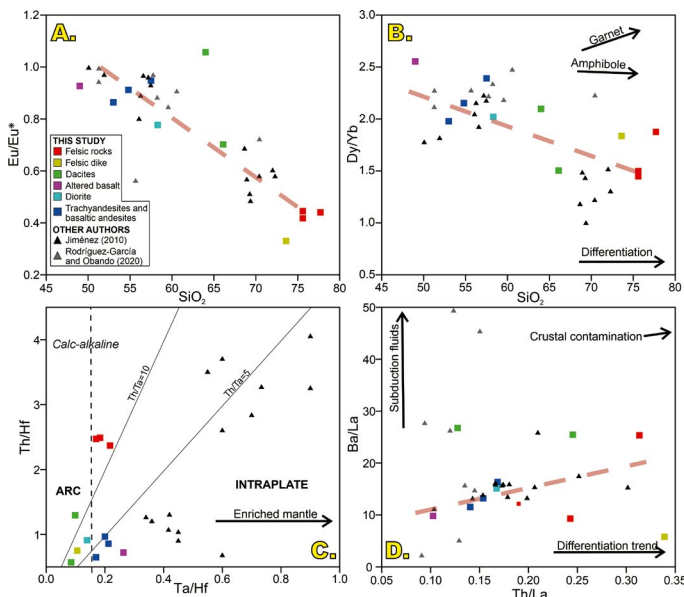 A.
1.2
1.0
0.8
0.6
0.4
0.2
Eu/Eu*
45
50
55
60
65
70
75
80
SiO2
THIS STUDY
Felsic rocks
Felsic dike
Dacites
Altered basalt
Diorite
Trachyandesites and
basaltic andesites
OTHER AUTHORS
Jiménez (2010)
Rodríguez-García
and Obando (2020)
B.
3.0
2.5
2.0
1.5
1.0
0.5
Dy/Yb
45
50
55
60
65
70
75
80
SiO2
Garnet
Amphibole
Differentiation
C.
4
3
2
1
Th/Hf
0.0
0.2
0.4
0.6
0.8
1.0
Ta/Hf
Calc-alkaline
Th/Ta=10
Th/Ta=5
ARC
INTRAPLATE
Enriched mantle
D.
50
40
30
20
10
0
Ba/La
0.05
0.10
0.15
0.20
0.25
0.30
0.35
Th/La
Subduction fluids
Crustal contamination
Differentiation trend